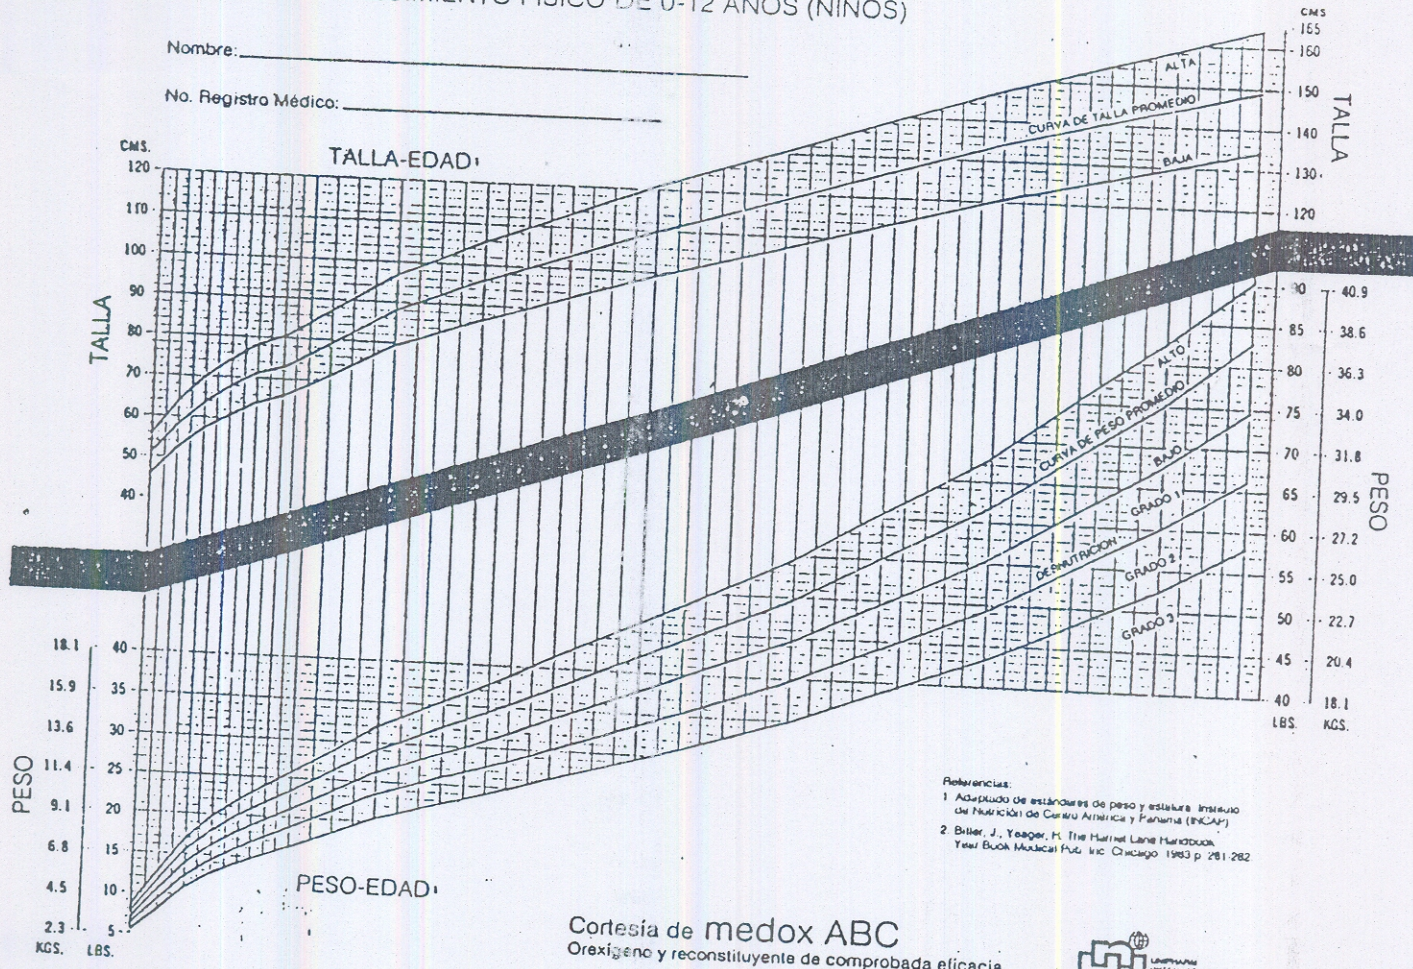 CIMIENTO FISICO DE 0-12 AÑOS (NIÑOS)
Nombre:
No. Registro Médico:
TALLA-EDAD¹
CMS.
120
110
100
90
80
70
60
50
40
TALLA
CMS
165
160
150
140
130
120
TALLA
ALTA
CURVA DE TALLA PROMEDIO
BAJA
ALTO
CURVA DE PESO PROMEDIO
BAJO
GRADO 1
DESNUTRICION
GRADO 2
GRADO 3
90 40.9
85 38.6
80 36.3
75 34.0
70 31.8
65 29.5
60 27.2
55 25.0
50 22.7
45 20.4
40 18.1
LBS. KGS.
PESO
18.1 40
15.9 35
13.6 30
11.4 25
9.1 20
6.8 15
4.5 10
2.3 5
KGS. LBS.
PESO
PESO-EDAD¹
Referencias:
1 Adaptado de estándares de peso y estatura Instituto
de Nutrición de Centro América y Panama (INCAP)
2. Biller, J., Yeager, H. The Harriet Lane Handbook
Year Book Medical Pub. Inc Chicago 1983 p 281-282
Cortesía de medox ABC
Orexígeno y reconstituyente de comprobada eficacia
UNIPHARM